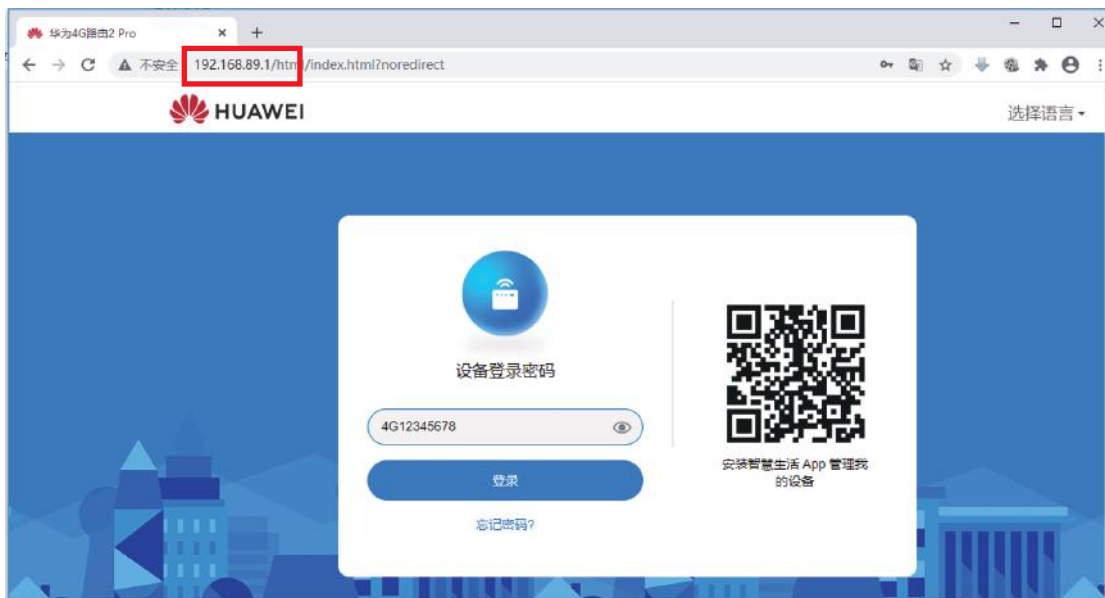 华为4G路由2 Pro
不安全 192.168.89.1/html/index.html?noredirect
HUAWEI
选择语言
设备登录密码
4G12345678
登录
忘记密码?
安装智慧生活 App 管理我
的设备